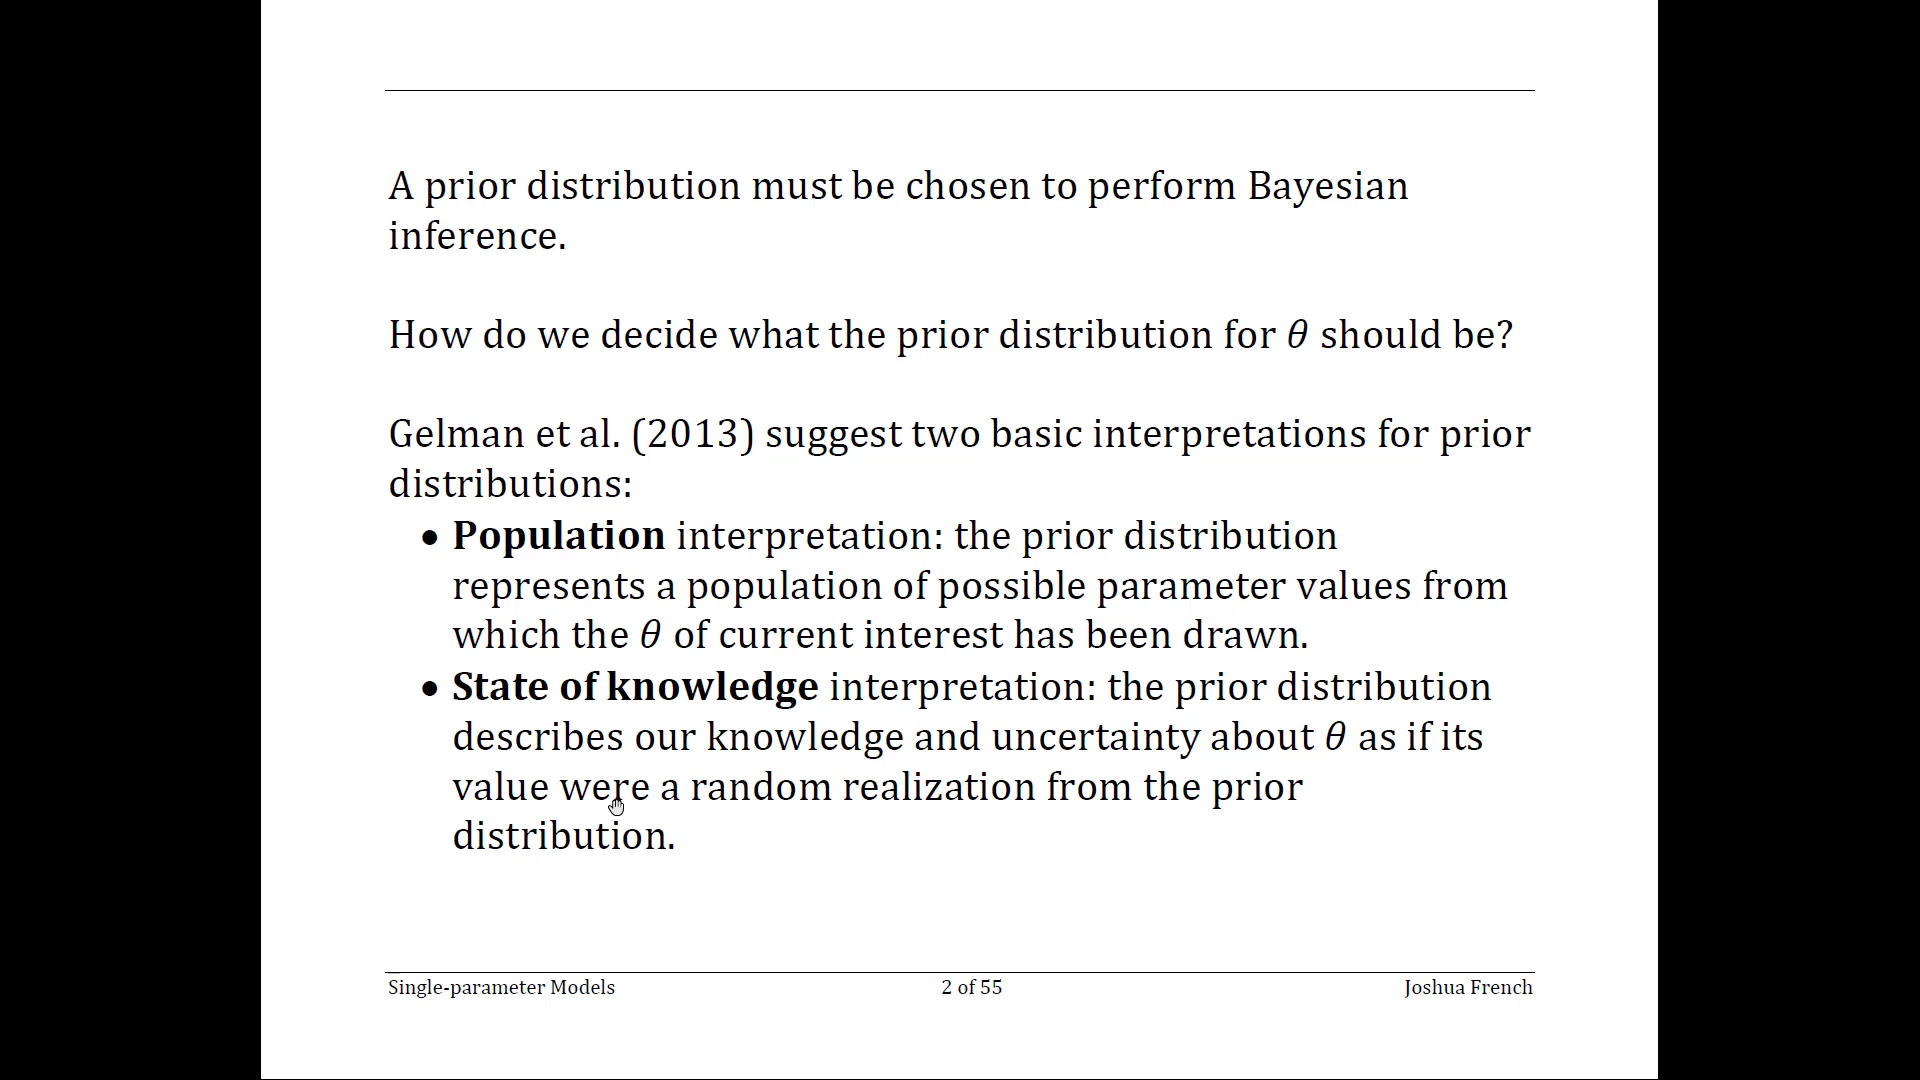 A prior distribution must be chosen to perform Bayesian
inference.
How do we decide what the prior distribution for θ should be?
Gelman et al. (2013) suggest two basic interpretations for prior
distributions:
• Population interpretation: the prior distribution
represents a population of possible parameter values from
which the θ of current interest has been drawn.
• State of knowledge interpretation: the prior distribution
describes our knowledge and uncertainty about θ as if its
value were a random realization from the prior
distribution.
Single-parameter Models 2 of 55 Joshua French